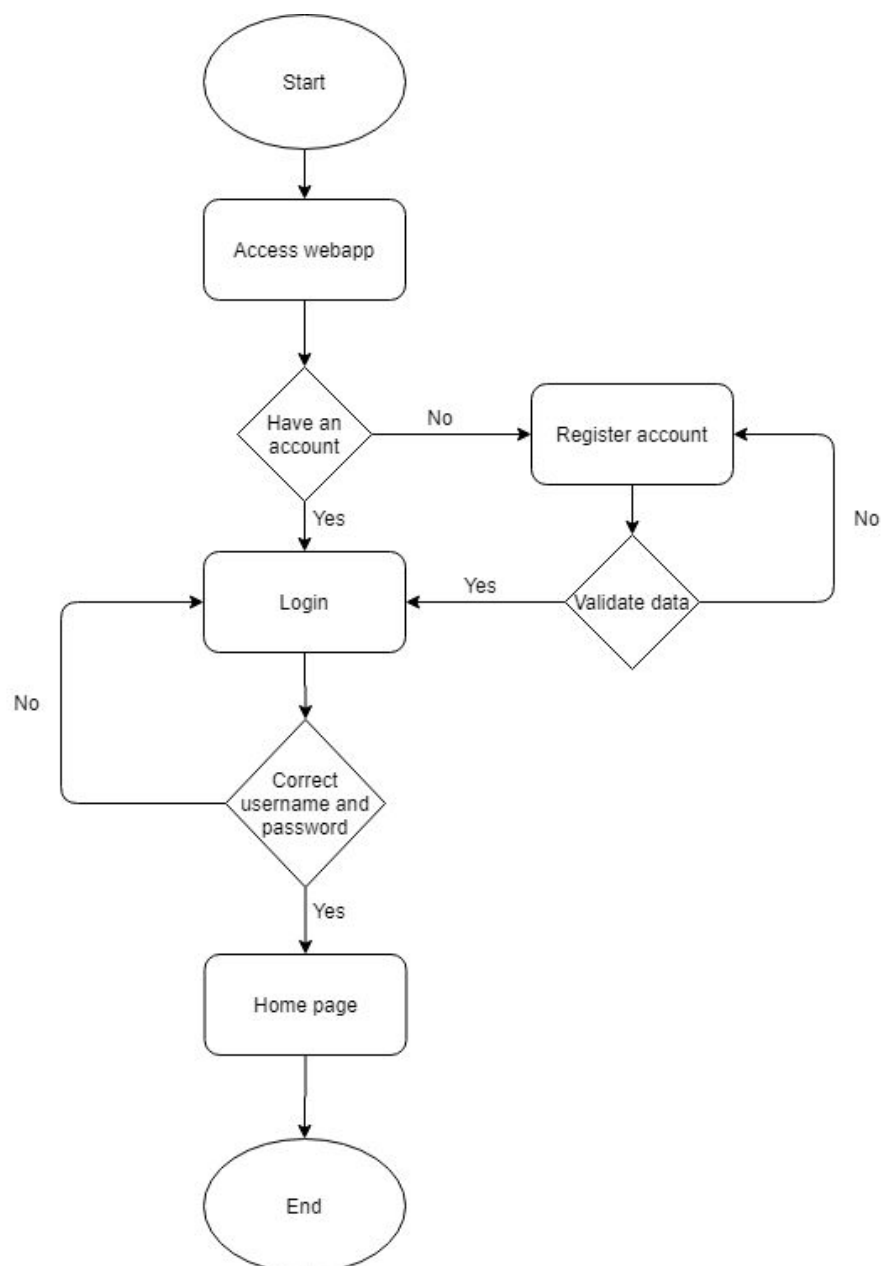 Start
Access webapp
Have an
account
No
Register account
Yes
No
Login
Yes
Validate data
No
Correct
username and
password
Yes
Home page
End